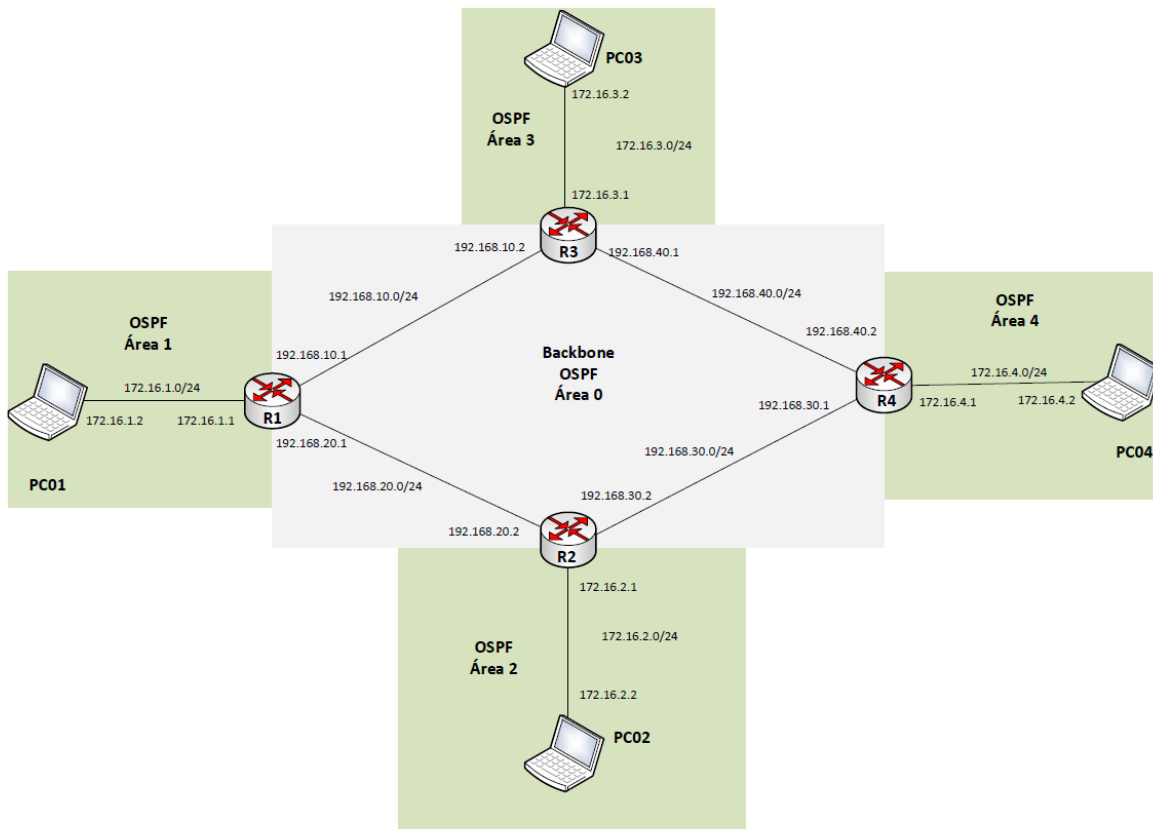 PC03
172.16.3.2
OSPF
Área 3
172.16.3.0/24
172.16.3.1
R3
192.168.10.2
192.168.40.1
192.168.10.0/24
192.168.40.0/24
192.168.10.1
192.168.40.2
OSPF
Área 1
172.16.1.0/24
172.16.1.2
172.16.1.1
R1
PC01
Backbone
OSPF
Área 0
OSPF
Área 4
172.16.4.0/24
R4
172.16.4.1
172.16.4.2
PC04
192.168.20.1
192.168.30.1
192.168.20.0/24
192.168.30.0/24
192.168.20.2
192.168.30.2
R2
172.16.2.1
172.16.2.0/24
OSPF
Área 2
172.16.2.2
PC02